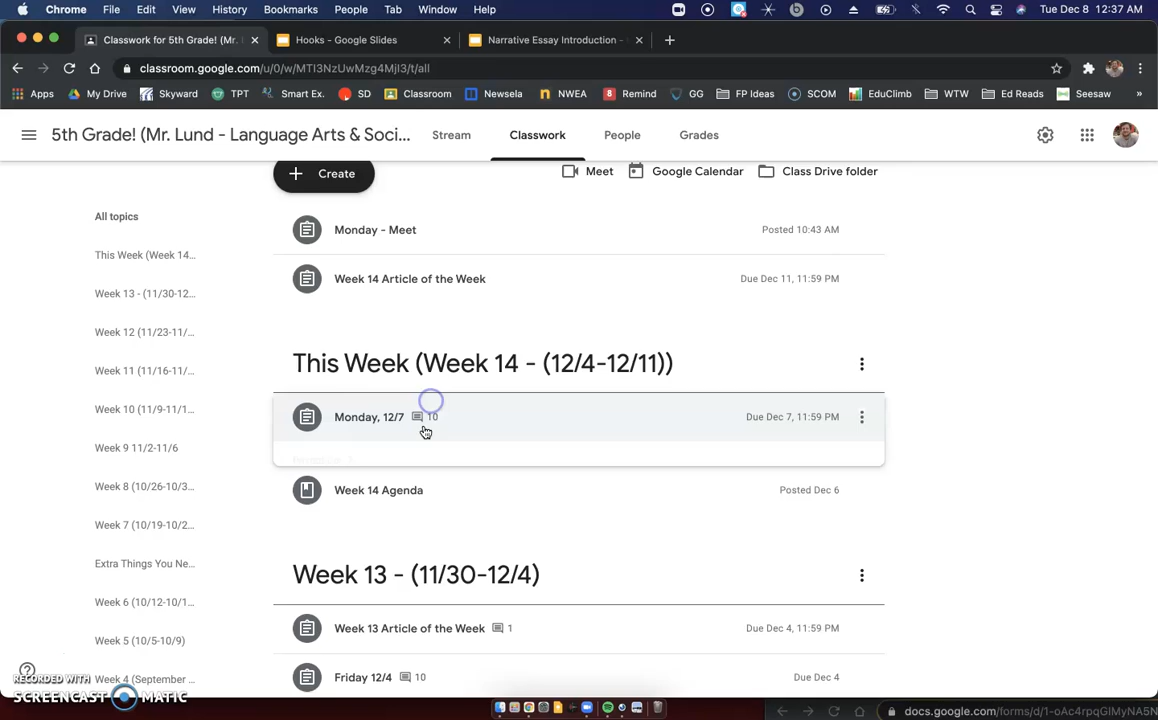 Chrome File Edit View History Bookmarks People Tab Window Help Tue Dec 8 12:37 AM
Classwork for 5th Grade! (Mr. Hooks - Google Slides Narrative Essay Introduction -
classroom.google.com/u/0/w/MTI3NzUwMzg4MjI3/t/all
Apps My Drive Skyward TPT Smart Ex. SD Classroom Newsela NWEA Remind GG FP Ideas SCOM EduClimb WTW Ed Reads Seesaw »
5th Grade! (Mr. Lund - Language Arts & Soci... Stream Classwork People Grades
Create Meet Google Calendar Class Drive folder
All topics
Monday - Meet Posted 10:43 AM
This Week (Week 14...
Week 14 Article of the Week Due Dec 11, 11:59 PM
Week 13 - (11/30-12...
Week 12 (11/23-11/...
This Week (Week 14 - (12/4-12/11))
Week 11 (11/16-11/...
Week 10 (11/9-11/1...
Monday, 12/7 10 Due Dec 7, 11:59 PM
Week 9 11/2-11/6
Week 8 (10/26-10/3...
Week 14 Agenda Posted Dec 6
Week 7 (10/19-10/2...
Extra Things You Ne...
Week 13 - (11/30-12/4)
Week 6 (10/12-10/1...
Week 13 Article of the Week 1 Due Dec 4, 11:59 PM
Week 5 (10/5-10/9)
Week 4 (September ...
Friday 12/4 10 Due Dec 4
RECORDED WITH
SCREENCAST MATIC
docs.google.com/forms/d/1-oAc4rpqGlMyNA5N